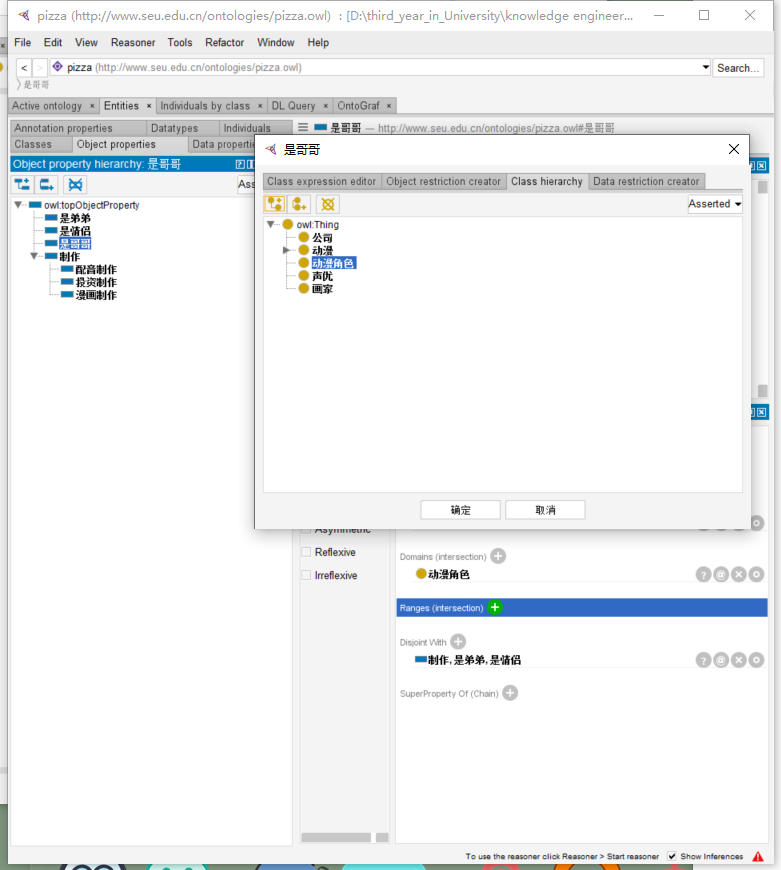 pizza (http://www.seu.edu.cn/ontologies/pizza.owl)  : [D:\third_year_in_University\knowledge engineer...
File Edit View Reasoner Tools Refactor Window Help
< > pizza (http://www.seu.edu.cn/ontologies/pizza.owl) Search...
是哥哥
Active ontology × Entities × Individuals by class × DL Query × OntoGraf ×
Annotation properties Datatypes Individuals
是哥哥 — http://www.seu.edu.cn/ontologies/pizza.owl#是哥哥
Classes Object properties Data propertie
Object property hierarchy: 是哥哥
Ass
owl:topObjectProperty
是弟弟
是情侣
是哥哥
制作
配音制作
投资制作
漫画制作
是哥哥
Class expression editor Object restriction creator Class hierarchy Data restriction creator
Asserted
owl:Thing
公司
动漫
动漫角色
声优
画家
确定 取消
Asymmetric
Reflexive
Irreflexive
Domains (intersection)
动漫角色
Ranges (intersection)
Disjoint With
制作, 是弟弟, 是情侣
SuperProperty Of (Chain)
To use the reasoner click Reasoner > Start reasoner Show Inferences